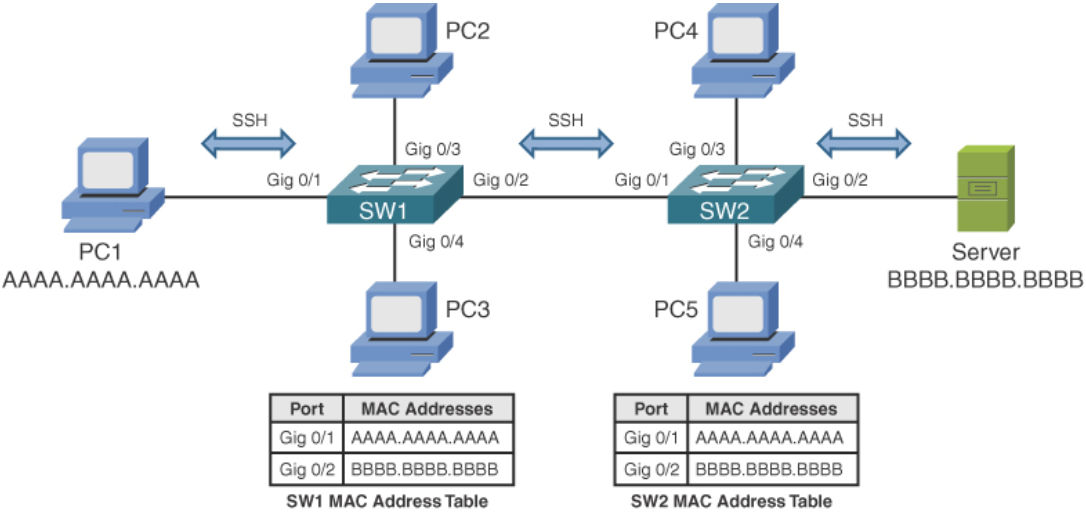 PC2
PC4
SSH
SSH
SSH
Gig 0/3
Gig 0/3
Gig 0/1
Gig 0/2
Gig 0/1
Gig 0/2
SW1
SW2
PC1
AAAA.AAAA.AAAA
Gig 0/4
Gig 0/4
Server
BBBB.BBBB.BBBB
PC3
PC5
Port MAC Addresses
Gig 0/1 AAAA.AAAA.AAAA
Gig 0/2 BBBB.BBBB.BBBB
SW1 MAC Address Table
Port MAC Addresses
Gig 0/1 AAAA.AAAA.AAAA
Gig 0/2 BBBB.BBBB.BBBB
SW2 MAC Address Table